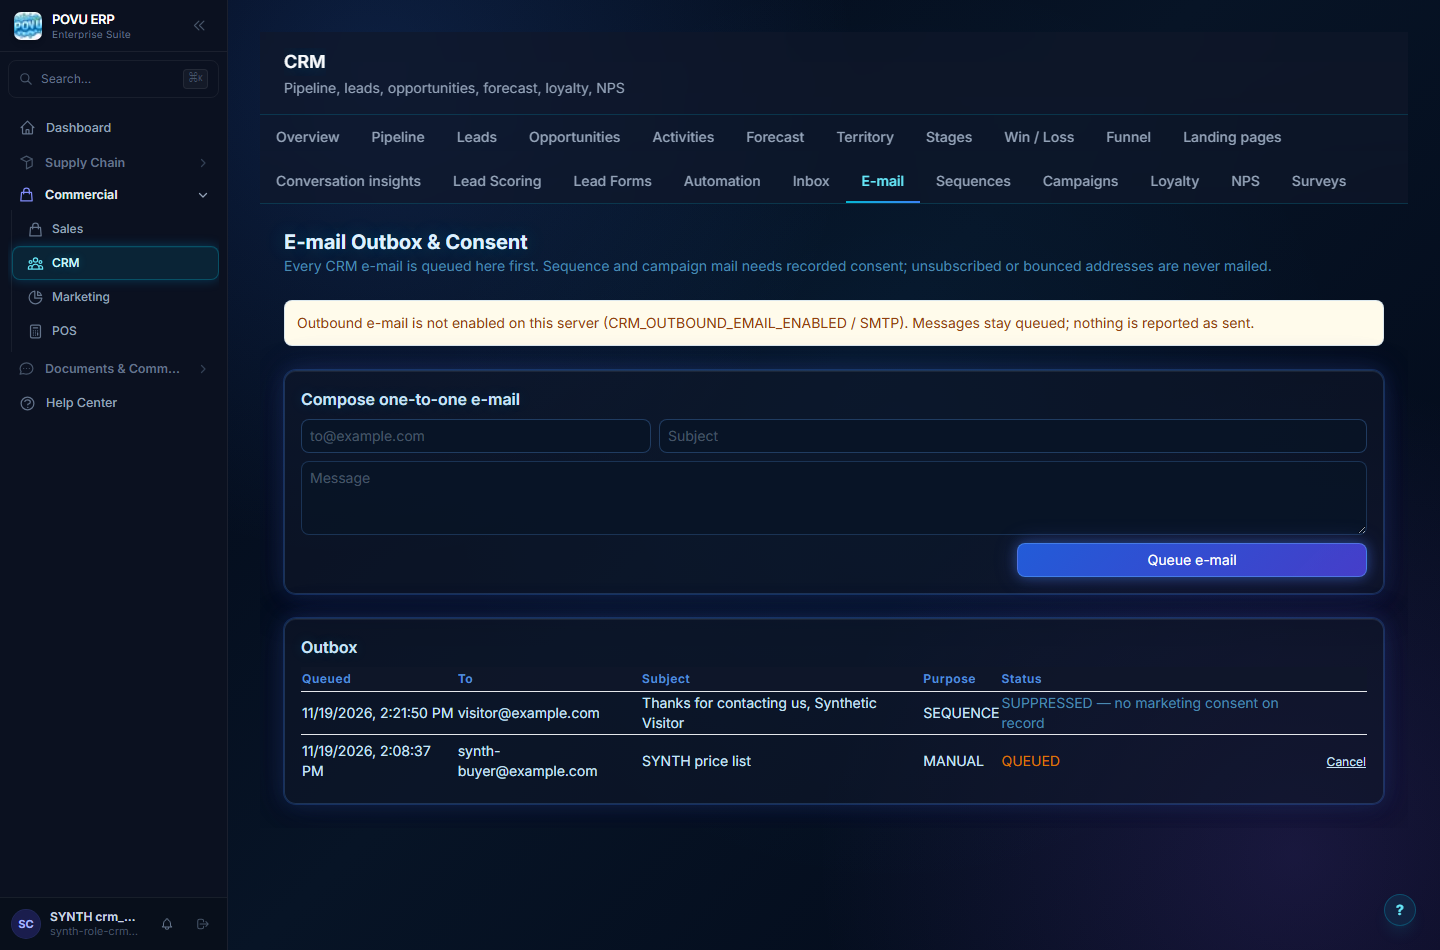 POVU
POVU ERP
Enterprise Suite
Search...
⌘K
Dashboard
Supply Chain
Commercial
Sales
CRM
Marketing
POS
Documents & Comm...
Help Center
SC
SYNTH crm_...
synth-role-crm...
CRM
Pipeline, leads, opportunities, forecast, loyalty, NPS
Overview Pipeline Leads Opportunities Activities Forecast Territory Stages Win / Loss Funnel Landing pages
Conversation insights Lead Scoring Lead Forms Automation Inbox E-mail Sequences Campaigns Loyalty NPS Surveys
E-mail Outbox & Consent
Every CRM e-mail is queued here first. Sequence and campaign mail needs recorded consent; unsubscribed or bounced addresses are never mailed.
Outbound e-mail is not enabled on this server (CRM_OUTBOUND_EMAIL_ENABLED / SMTP). Messages stay queued; nothing is reported as sent.
Compose one-to-one e-mail
to@example.com Subject
Message
Queue e-mail
Outbox
Queued To Subject Purpose Status
11/19/2026, 2:21:50 PM visitor@example.com Thanks for contacting us, Synthetic Visitor SEQUENCE SUPPRESSED — no marketing consent on record
11/19/2026, 2:08:37 PM synth-buyer@example.com SYNTH price list MANUAL QUEUED Cancel
?